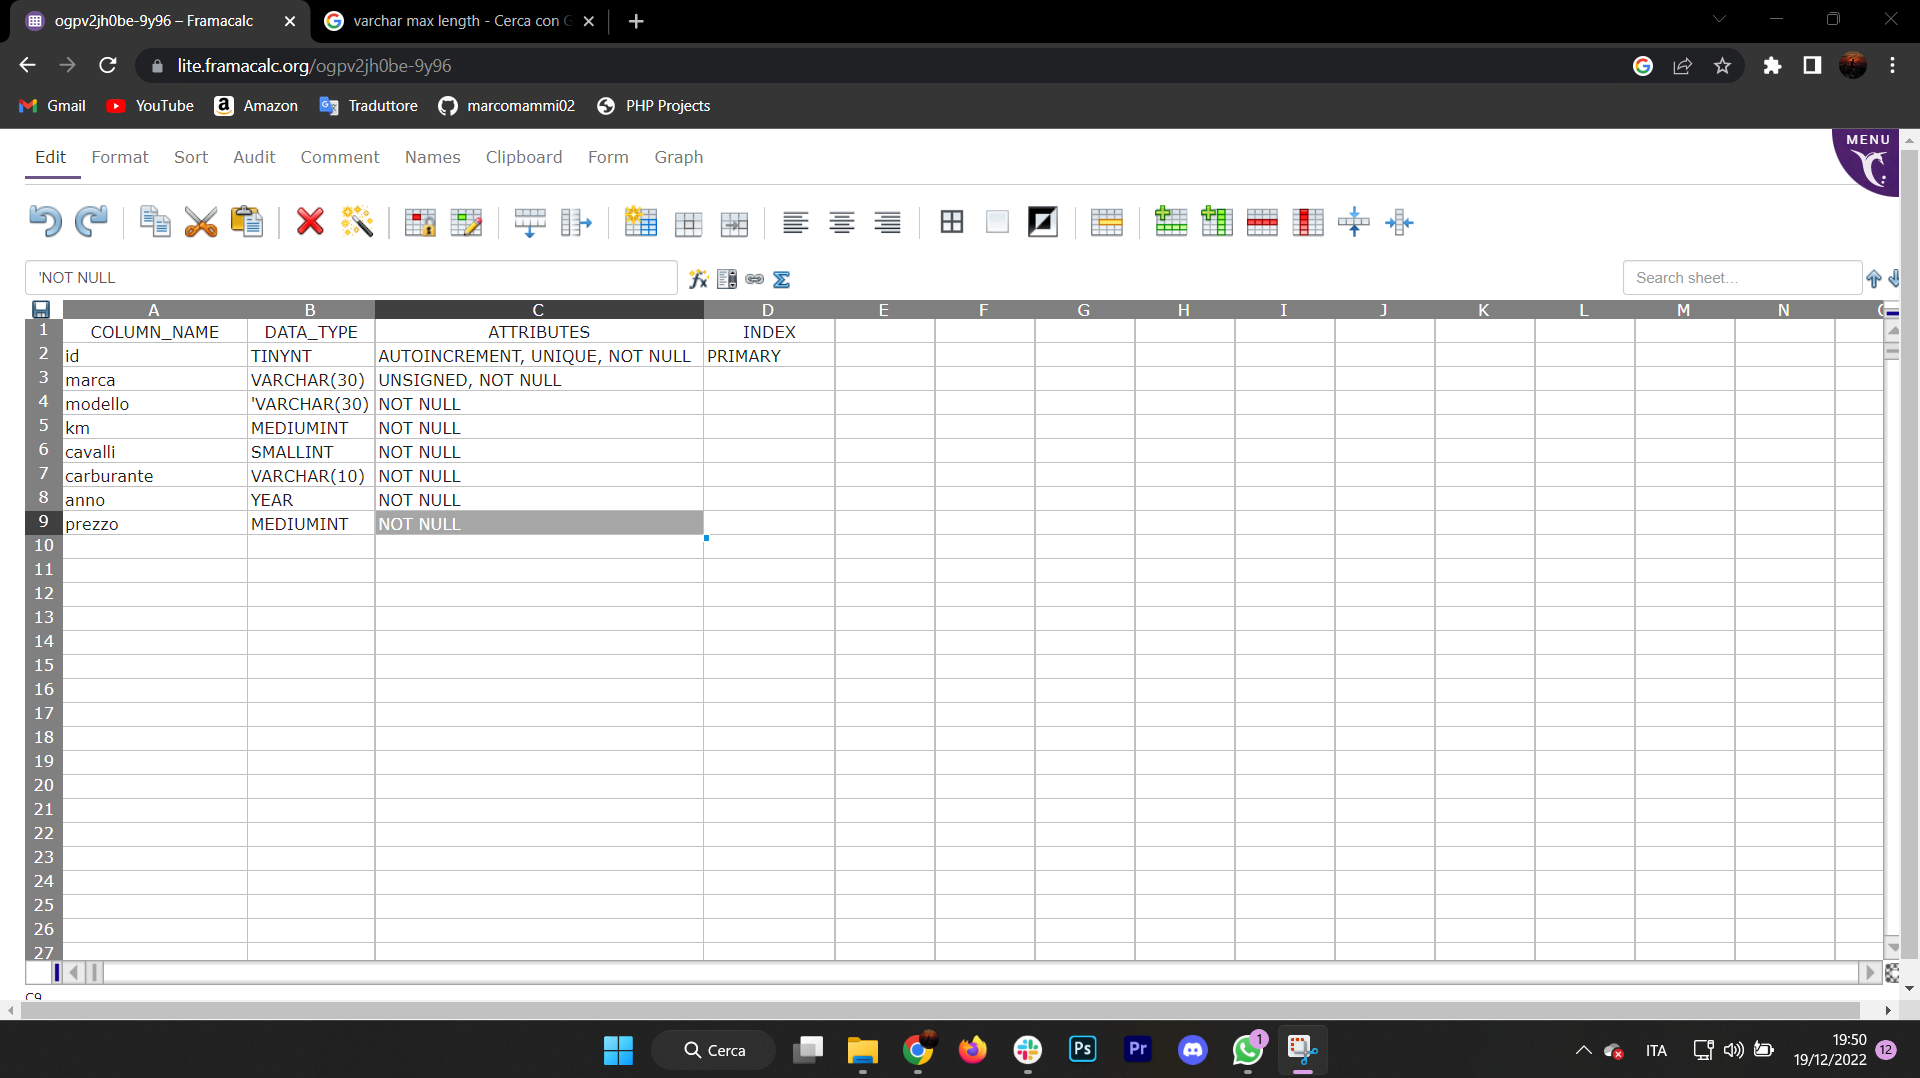 ogpv2jh0be-9y96 – Framacalc
varchar max length - Cerca con G
lite.framacalc.org/ogpv2jh0be-9y96
Gmail YouTube Amazon Traduttore marcomammi02 PHP Projects
Edit Format Sort Audit Comment Names Clipboard Form Graph
MENU
'NOT NULL
Search sheet...
A B C D E F G H I J K L M N
1 COLUMN_NAME DATA_TYPE ATTRIBUTES INDEX
2 id TINYNT AUTOINCREMENT, UNIQUE, NOT NULL PRIMARY
3 marca VARCHAR(30) UNSIGNED, NOT NULL
4 modello 'VARCHAR(30) NOT NULL
5 km MEDIUMINT NOT NULL
6 cavalli SMALLINT NOT NULL
7 carburante VARCHAR(10) NOT NULL
8 anno YEAR NOT NULL
9 prezzo MEDIUMINT NOT NULL
10
11
12
13
14
15
16
17
18
19
20
21
22
23
24
25
26
27
C9
Cerca
Ps
Pr
1
ITA
19:50
19/12/2022
12